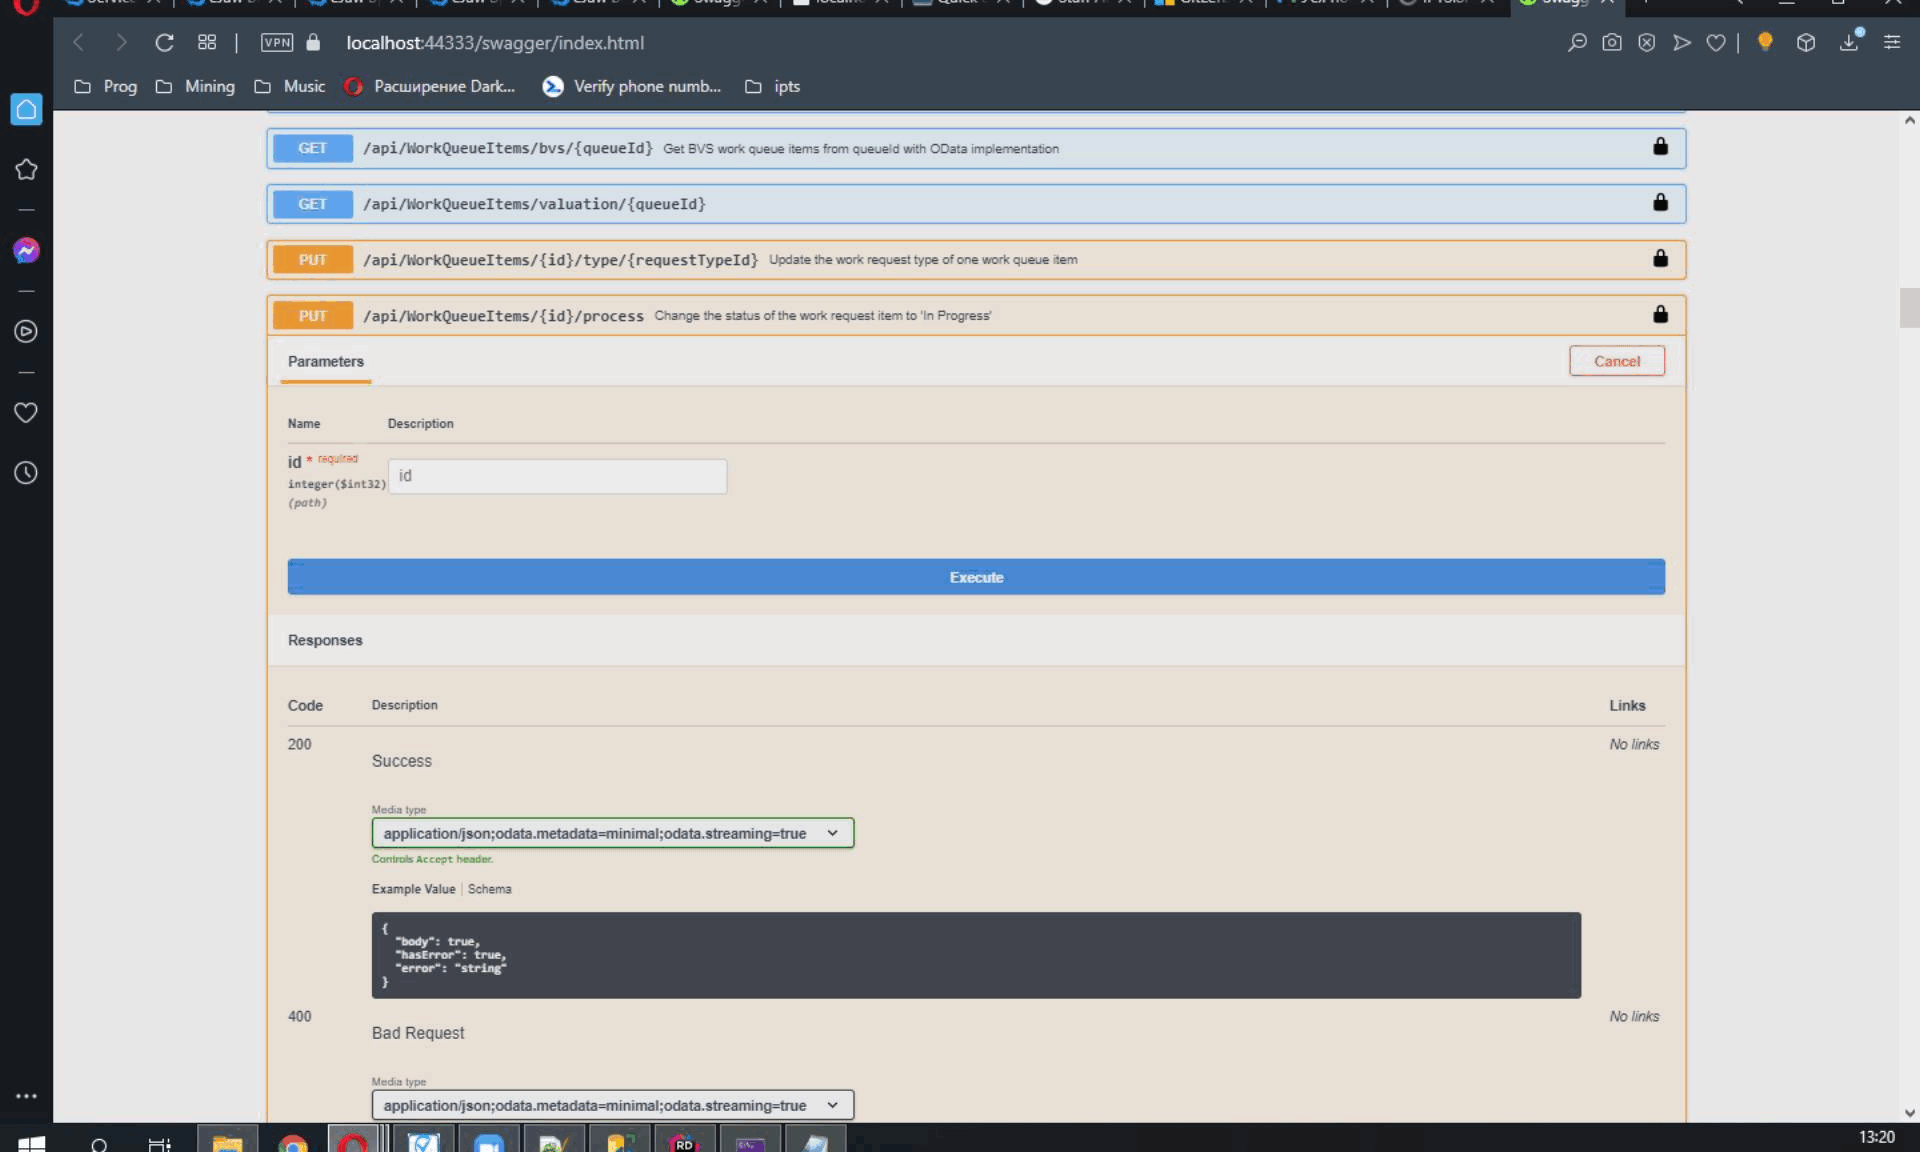 VPN localhost:44333/swagger/index.html
Prog Mining Music Расширение Dark... Verify phone numb... ipts
GET /api/WorkQueueItems/bvs/{queueId} Get BVS work queue items from queueId with OData implementation
GET /api/WorkQueueItems/valuation/{queueId}
PUT /api/WorkQueueItems/{id}/type/{requestTypeId} Update the work request type of one work queue item
PUT /api/WorkQueueItems/{id}/process Change the status of the work request item to 'In Progress'
Parameters Cancel
Name Description
id * required
integer($int32)
(path)
id
Execute
Responses
Code Description Links
200 No links
Success
Media type
application/json;odata.metadata=minimal;odata.streaming=true
Controls Accept header.
Example Value Schema
{
"body": true,
"hasError": true,
"error": "string"
}
400 No links
Bad Request
Media type
application/json;odata.metadata=minimal;odata.streaming=true
RD
13:20